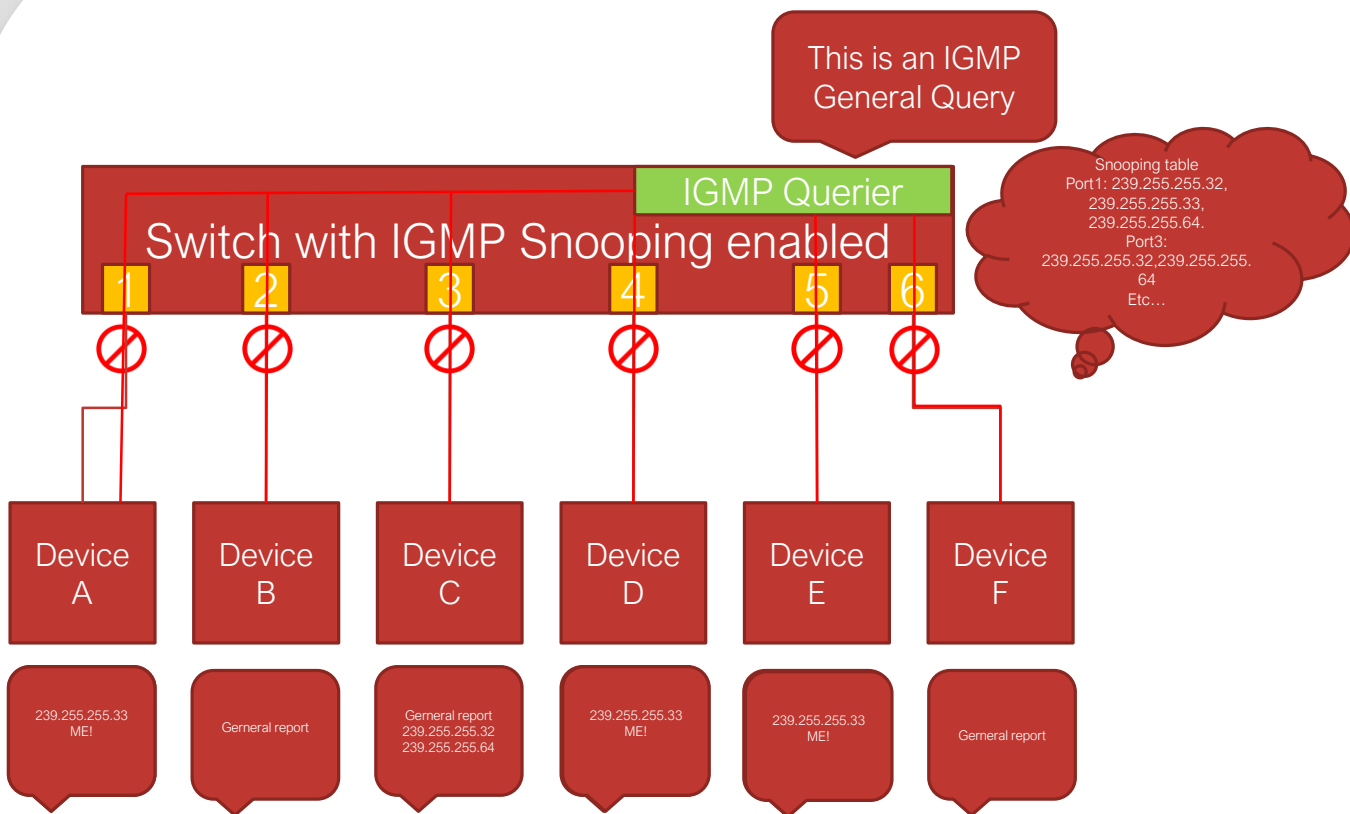 This is an IGMP
General Query
Snooping table
Port1: 239.255.255.32,
239.255.255.33,
239.255.255.64.
Port3:
239.255.255.32,239.255.255.
64
Etc...
IGMP Querier
Switch with IGMP Snooping enabled
1
2
3
4
5
6
Device
A
Device
B
Device
C
Device
D
Device
E
Device
F
239.255.255.33
ME!
Gerneral report
Gerneral report
239.255.255.32
239.255.255.64
239.255.255.33
ME!
239.255.255.33
ME!
Gerneral report